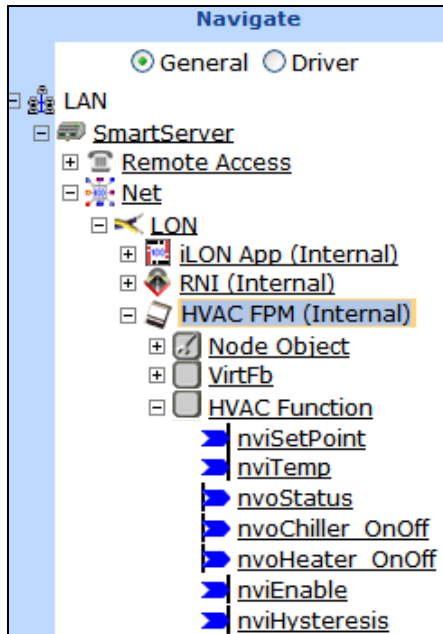 Navigate
General Driver
LAN
SmartServer
Remote Access
Net
LON
iLON App (Internal)
RNI (Internal)
HVAC FPM (Internal)
Node Object
VirtFb
HVAC Function
nviSetPoint
nviTemp
nvoStatus
nvoChiller_OnOff
nvoHeater_OnOff
nviEnable
nviHysteresis